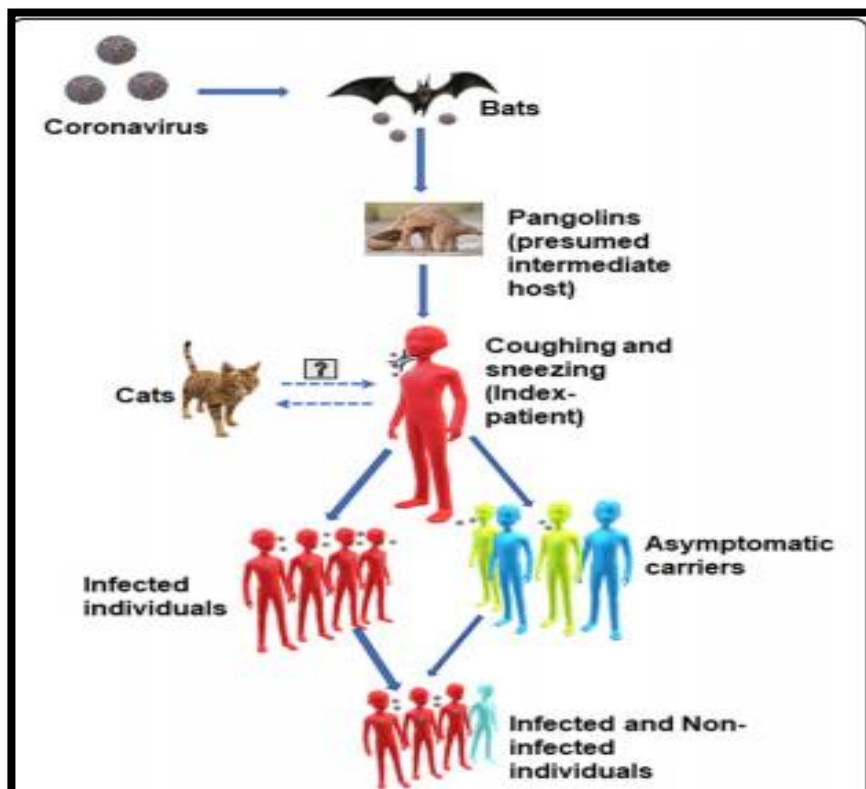 Coronavirus
Bats
Pangolins
(presumed
intermediate
host)
Coughing and
sneezing
(Index-
patient)
?
Cats
Asymptomatic
carriers
Infected
individuals
Infected and Non-
infected
individuals